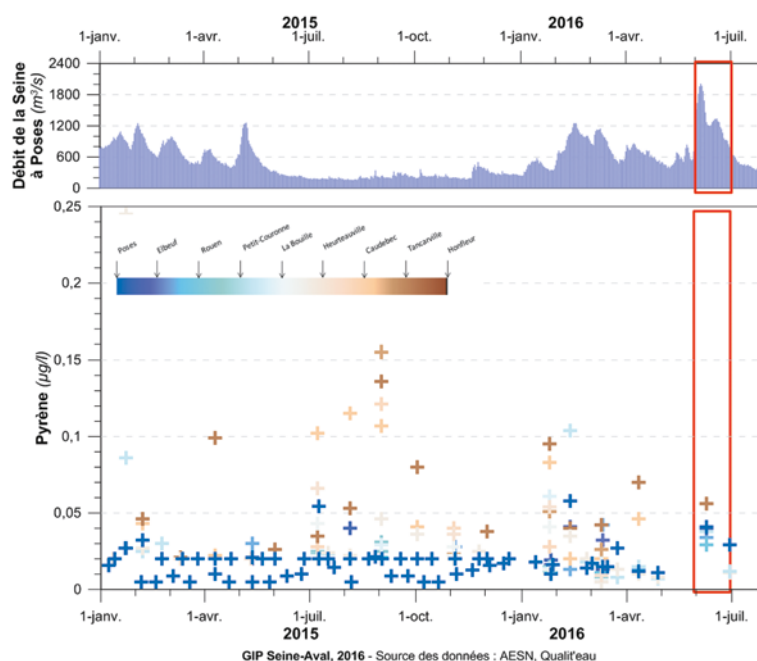 2015 2016
1-janv. 1-avr. 1-juil. 1-oct. 1-janv. 1-avr. 1-juil.
Débit de la Seine
à Poses (m³/s)
2400
1800
1200
600
0
Pyrène (µg/l)
0,25
0,2
0,15
0,1
0,05
0
Poses Elbeuf Rouen Petit-Couronne La Bouille Heurteauville Caudebec Tancarville Honfleur
1-janv. 1-avr. 1-juil. 1-oct. 1-janv. 1-avr. 1-juil.
2015 2016
GIP Seine-Aval, 2016 - Source des données : AESN, Qualit'eau